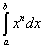 ∫ₐᵇ xⁿ dx